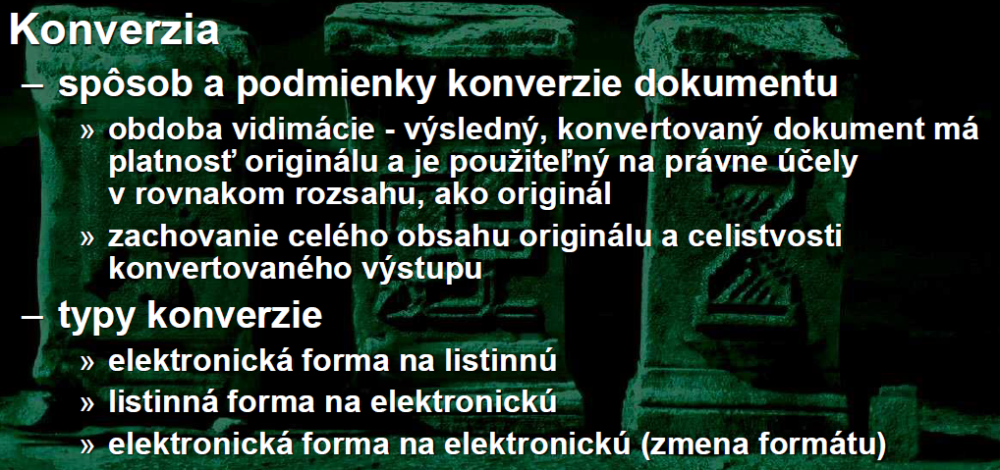 Konverzia
– spôsob a podmienky konverzie dokumentu
» obdoba vidimácie - výsledný, konvertovaný dokument má
platnosť originálu a je použiteľný na právne účely
v rovnakom rozsahu, ako originál
» zachovanie celého obsahu originálu a celistvosti
konvertovaného výstupu
– typy konverzie
» elektronická forma na listinnú
» listinná forma na elektronickú
» elektronická forma na elektronickú (zmena formátu)